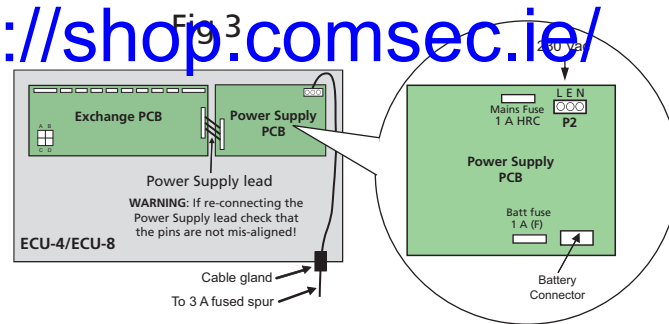 Fig 3
://shop.comsec.ie/
230 Vac
Exchange PCB
A B
C D
Power Supply
PCB
Power Supply lead
WARNING: If re-connecting the
Power Supply lead check that
the pins are not mis-aligned!
ECU-4/ECU-8
Cable gland
To 3 A fused spur
L E N
Mains Fuse
1 A HRC
P2
Power Supply
PCB
Batt fuse
1 A (F)
Battery
Connector